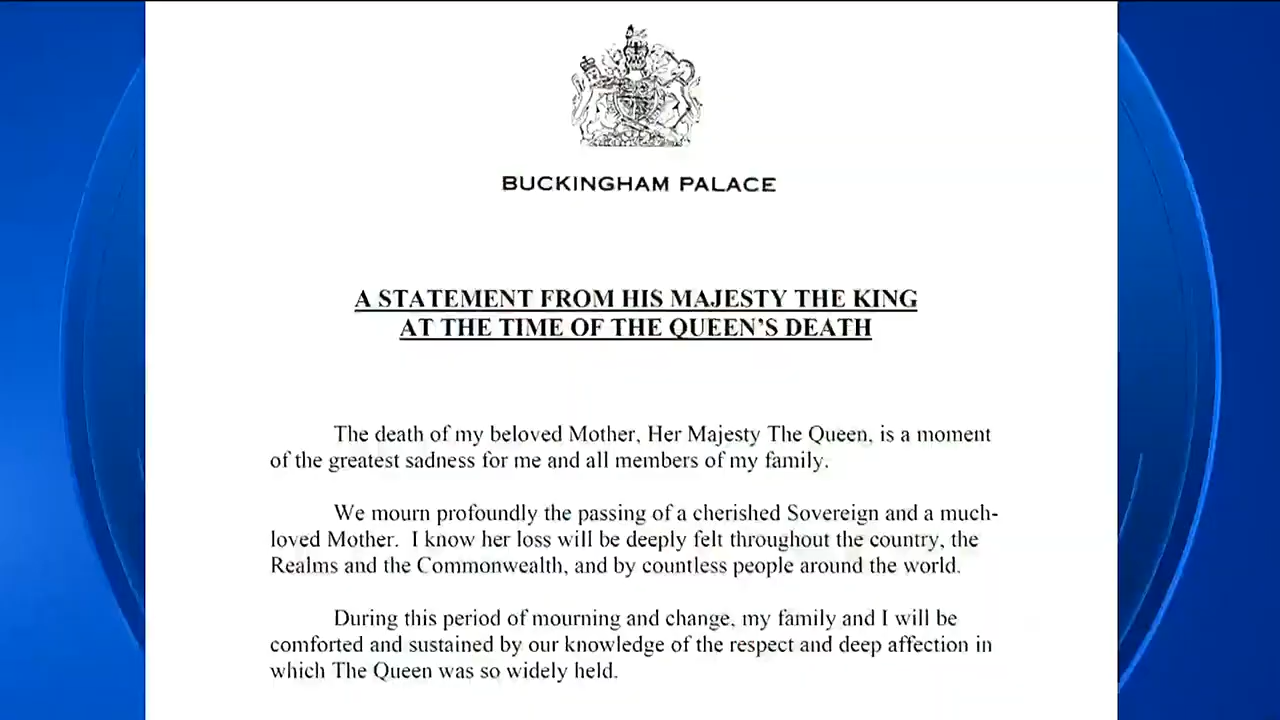 BUCKINGHAM PALACE
A STATEMENT FROM HIS MAJESTY THE KING
AT THE TIME OF THE QUEEN'S DEATH
The death of my beloved Mother, Her Majesty The Queen, is a moment
of the greatest sadness for me and all members of my family.
We mourn profoundly the passing of a cherished Sovereign and a much-
loved Mother. I know her loss will be deeply felt throughout the country, the
Realms and the Commonwealth, and by countless people around the world.
During this period of mourning and change, my family and I will be
comforted and sustained by our knowledge of the respect and deep affection in
which The Queen was so widely held.